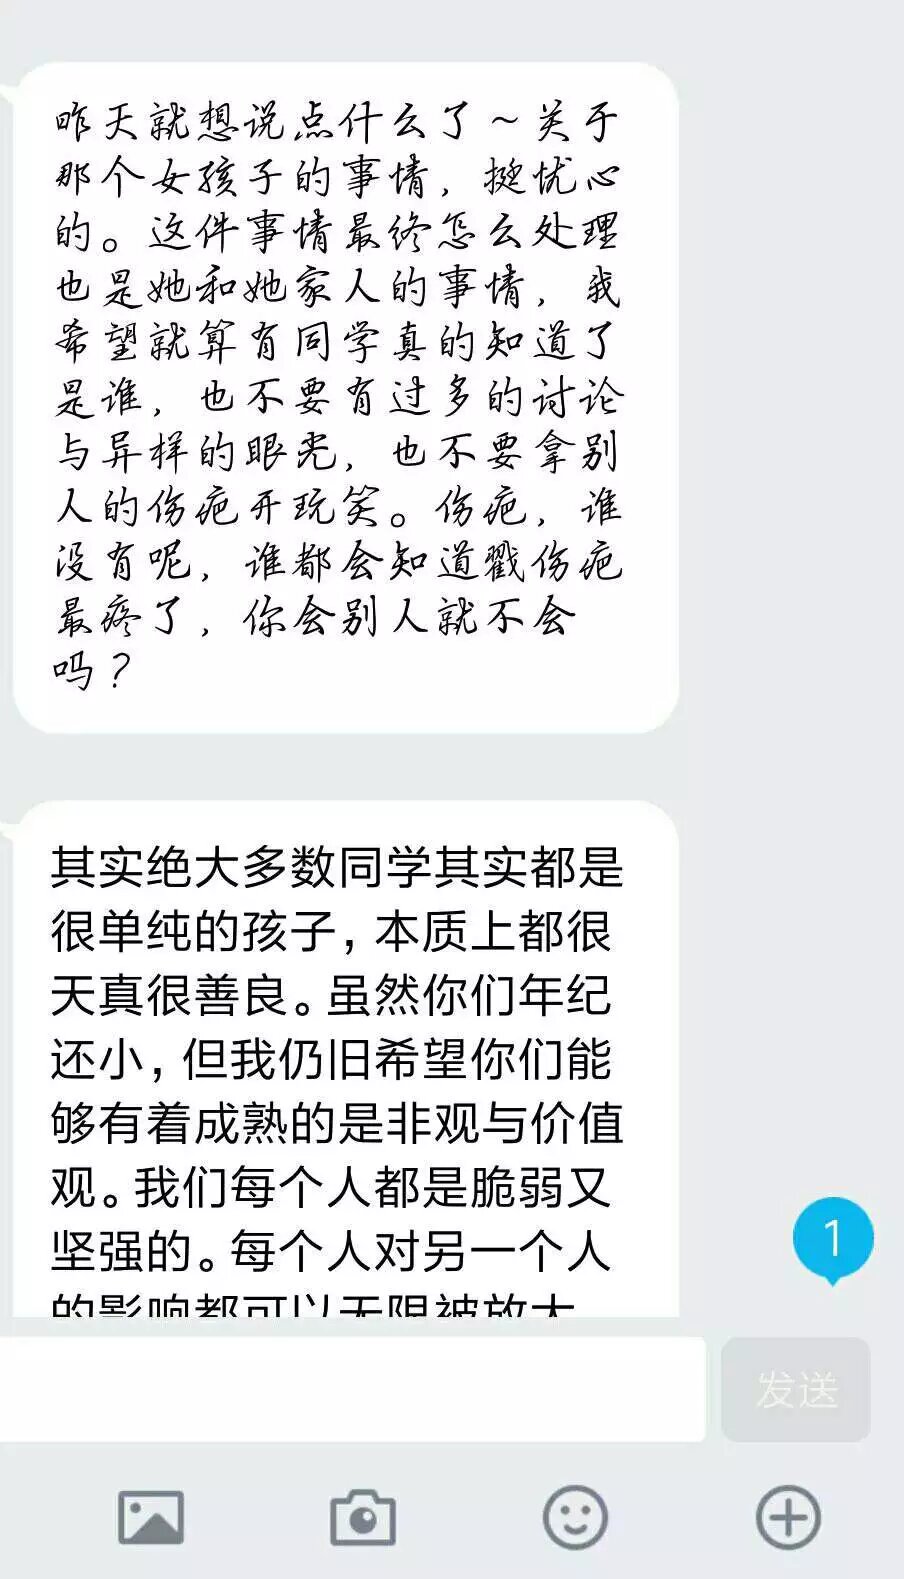 昨天就想说点什么了～关于
那个女孩子的事情，挺忧心
的。这件事情最终怎么处理
也是她和她家人的事情，我
希望就算有同学真的知道了
是谁，也不要有过多的讨论
与异样的眼光，也不要拿别
人的伤疤开玩笑。伤疤，谁
没有呢，谁都会知道戳伤疤
最疼了，你会别人就不会
吗？
其实绝大多数同学其实都是
很单纯的孩子，本质上都很
天真很善良。虽然你们年纪
还小，但我仍旧希望你们能
够有着成熟的是非观与价值
观。我们每个人都是脆弱又
坚强的。每个人对另一个人
的影响都可以无限被放大
1
发送